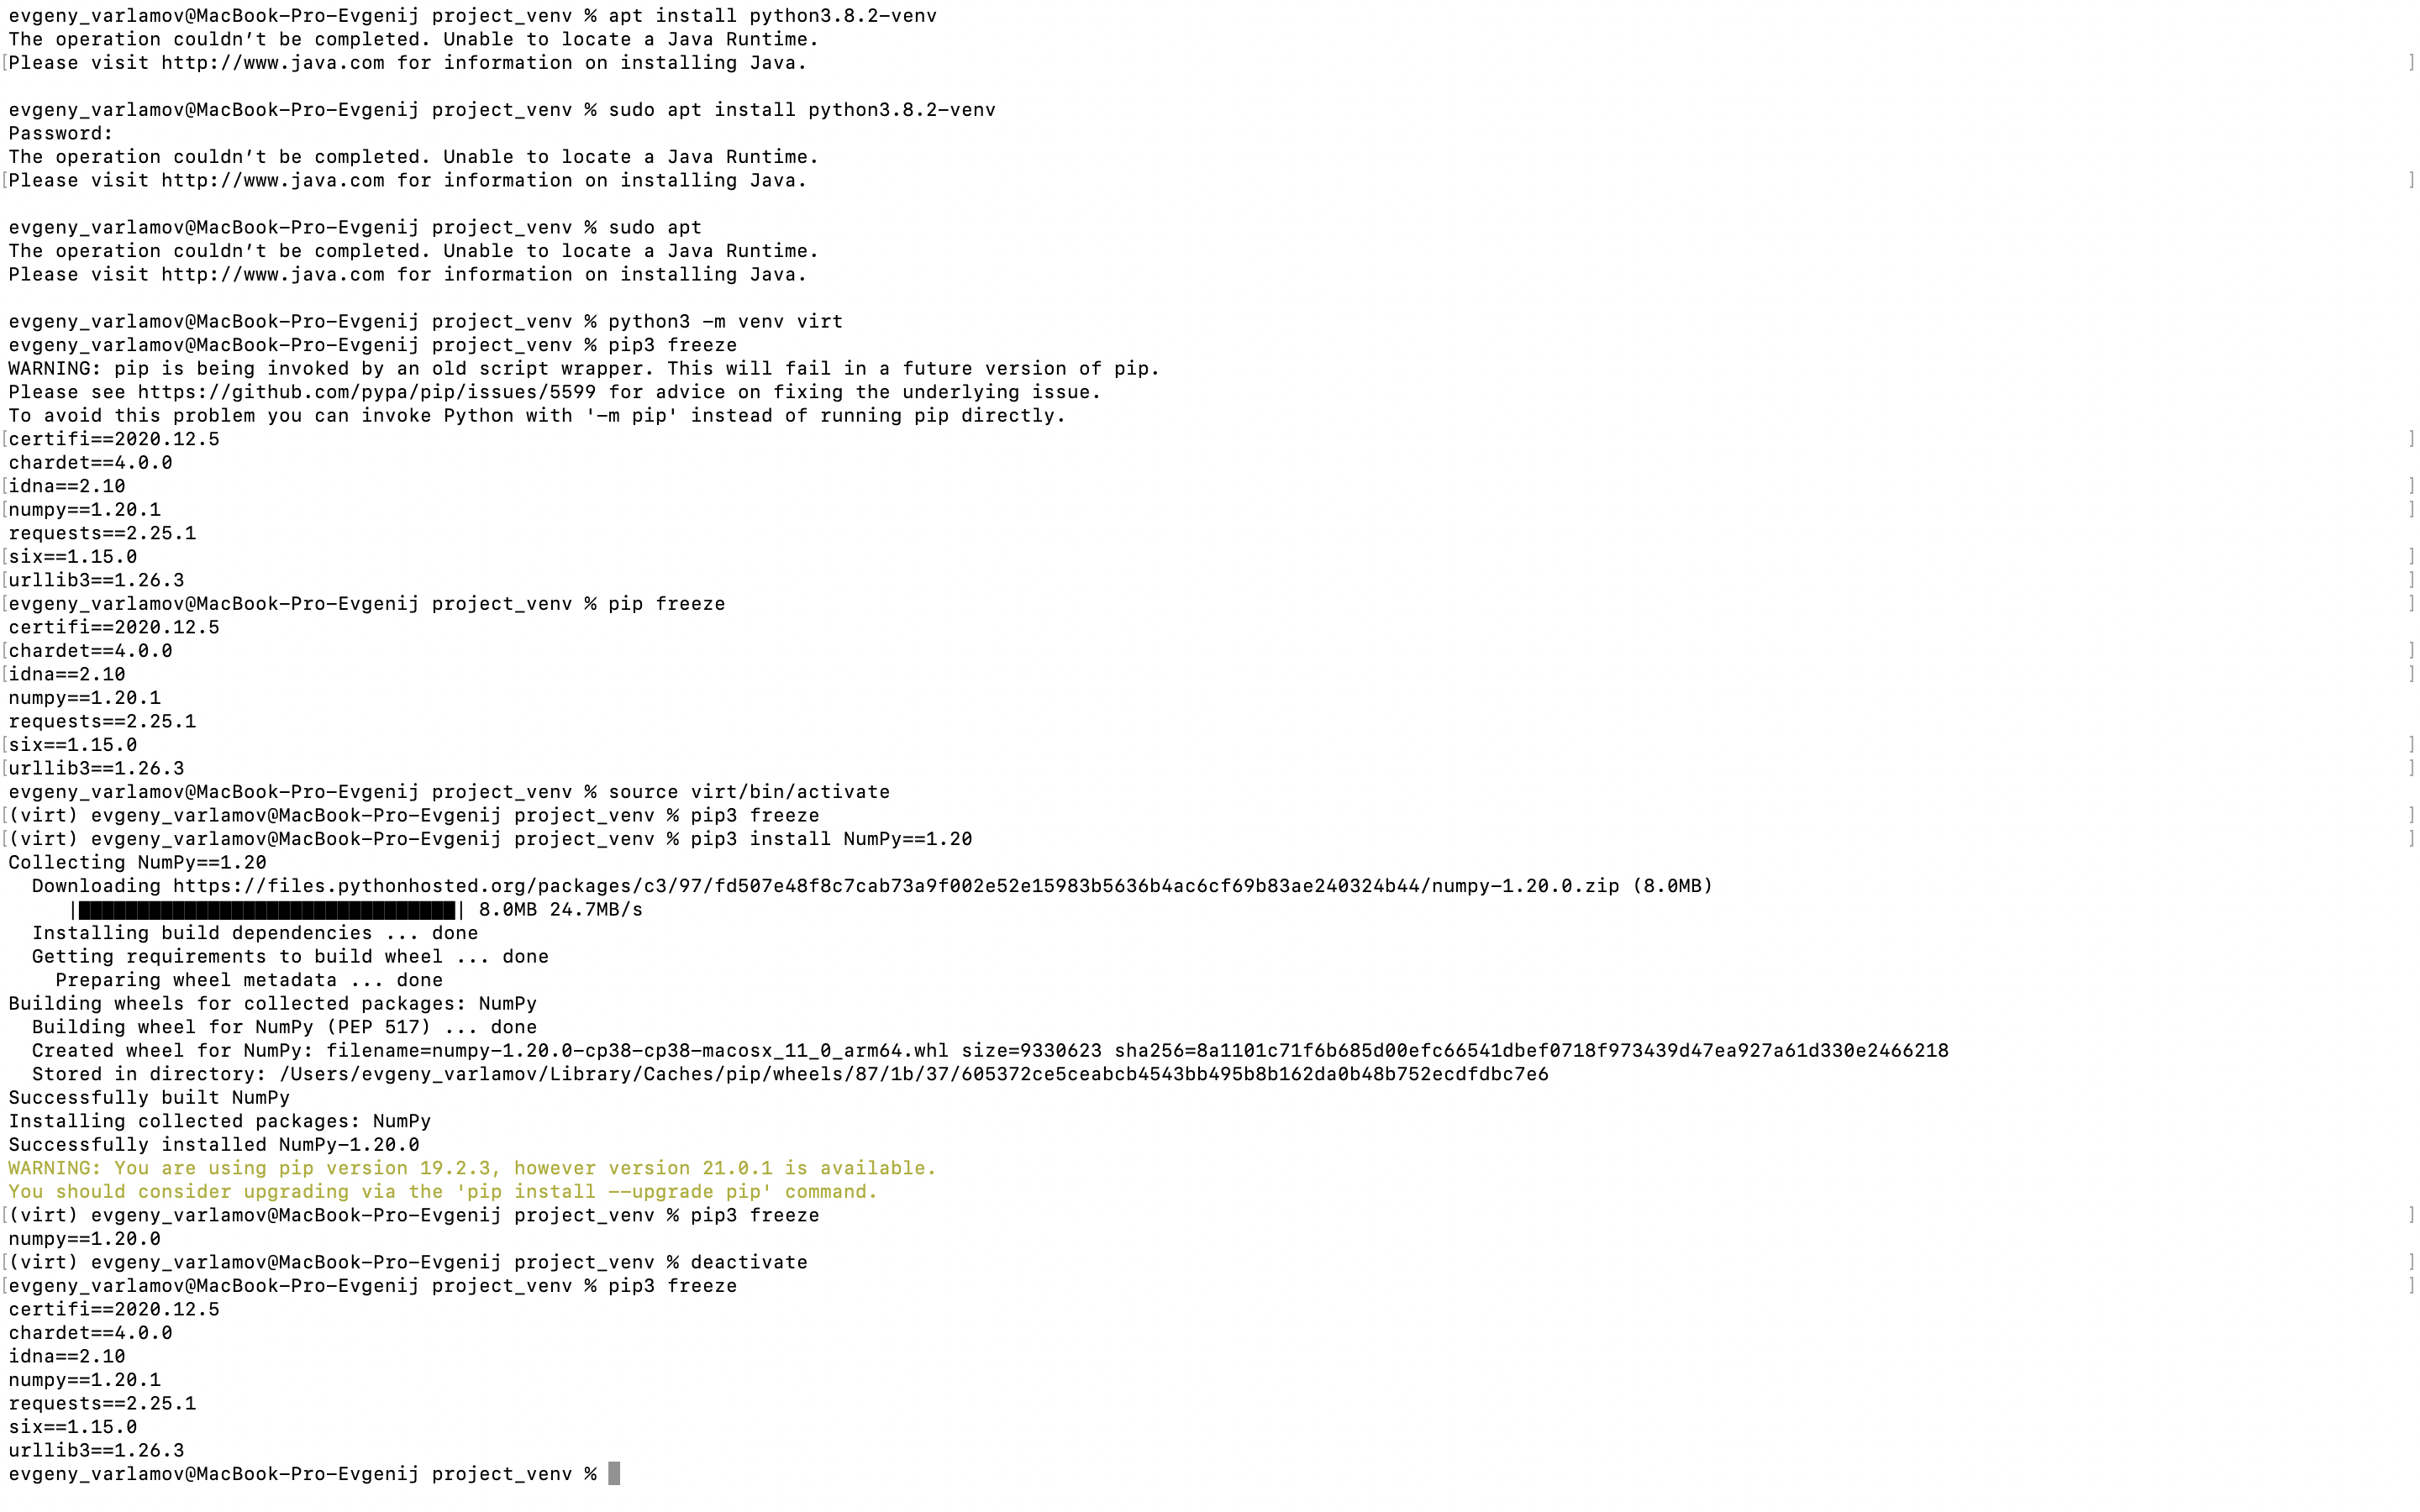 evgeny_varlamov@MacBook-Pro-Evgenij project_venv % apt install python3.8.2-venv
The operation couldn’t be completed. Unable to locate a Java Runtime.
[Please visit http://www.java.com for information on installing Java. ]
evgeny_varlamov@MacBook-Pro-Evgenij project_venv % sudo apt install python3.8.2-venv
Password:
The operation couldn’t be completed. Unable to locate a Java Runtime.
[Please visit http://www.java.com for information on installing Java. ]
evgeny_varlamov@MacBook-Pro-Evgenij project_venv % sudo apt
The operation couldn’t be completed. Unable to locate a Java Runtime.
Please visit http://www.java.com for information on installing Java.
evgeny_varlamov@MacBook-Pro-Evgenij project_venv % python3 -m venv virt
evgeny_varlamov@MacBook-Pro-Evgenij project_venv % pip3 freeze
WARNING: pip is being invoked by an old script wrapper. This will fail in a future version of pip.
Please see https://github.com/pypa/pip/issues/5599 for advice on fixing the underlying issue.
To avoid this problem you can invoke Python with '-m pip' instead of running pip directly.
[certifi==2020.12.5 ]
chardet==4.0.0
[idna==2.10 ]
[numpy==1.20.1 ]
requests==2.25.1
[six==1.15.0 ]
[urllib3==1.26.3 ]
[evgeny_varlamov@MacBook-Pro-Evgenij project_venv % pip freeze ]
certifi==2020.12.5
[chardet==4.0.0 ]
[idna==2.10 ]
numpy==1.20.1
requests==2.25.1
[six==1.15.0 ]
[urllib3==1.26.3 ]
evgeny_varlamov@MacBook-Pro-Evgenij project_venv % source virt/bin/activate
[(virt) evgeny_varlamov@MacBook-Pro-Evgenij project_venv % pip3 freeze ]
[(virt) evgeny_varlamov@MacBook-Pro-Evgenij project_venv % pip3 install NumPy==1.20 ]
Collecting NumPy==1.20
Downloading https://files.pythonhosted.org/packages/c3/97/fd507e48f8c7cab73a9f002e52e15983b5636b4ac6cf69b83ae240324b44/numpy-1.20.0.zip (8.0MB)
|████████████████████████████████| 8.0MB 24.7MB/s
Installing build dependencies ... done
Getting requirements to build wheel ... done
Preparing wheel metadata ... done
Building wheels for collected packages: NumPy
Building wheel for NumPy (PEP 517) ... done
Created wheel for NumPy: filename=numpy-1.20.0-cp38-cp38-macosx_11_0_arm64.whl size=9330623 sha256=8a1101c71f6b685d00efc66541dbef0718f973439d47ea927a61d330e2466218
Stored in directory: /Users/evgeny_varlamov/Library/Caches/pip/wheels/87/1b/37/605372ce5ceabcb4543bb495b8b162da0b48b752ecdfdbc7e6
Successfully built NumPy
Installing collected packages: NumPy
Successfully installed NumPy-1.20.0
WARNING: You are using pip version 19.2.3, however version 21.0.1 is available.
You should consider upgrading via the 'pip install --upgrade pip' command.
[(virt) evgeny_varlamov@MacBook-Pro-Evgenij project_venv % pip3 freeze ]
numpy==1.20.0
[(virt) evgeny_varlamov@MacBook-Pro-Evgenij project_venv % deactivate ]
[evgeny_varlamov@MacBook-Pro-Evgenij project_venv % pip3 freeze ]
certifi==2020.12.5
chardet==4.0.0
idna==2.10
numpy==1.20.1
requests==2.25.1
six==1.15.0
urllib3==1.26.3
evgeny_varlamov@MacBook-Pro-Evgenij project_venv %